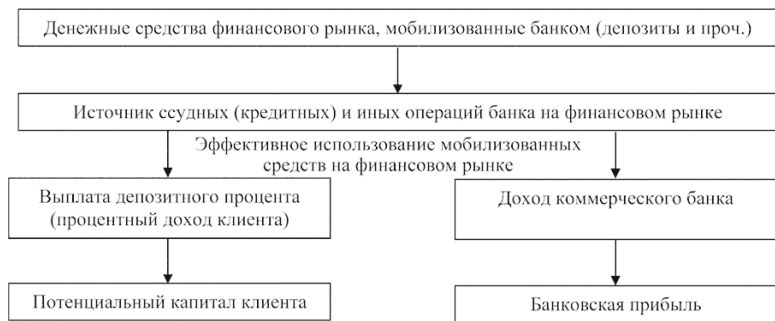 Денежные средства финансового рынка, мобилизованные банком (депозиты и проч.)
Источник ссудных (кредитных) и иных операций банка на финансовом рынке
Эффективное использование мобилизованных
средств на финансовом рынке
Выплата депозитного процента
(процентный доход клиента)
Доход коммерческого банка
Потенциальный капитал клиента
Банковская прибыль